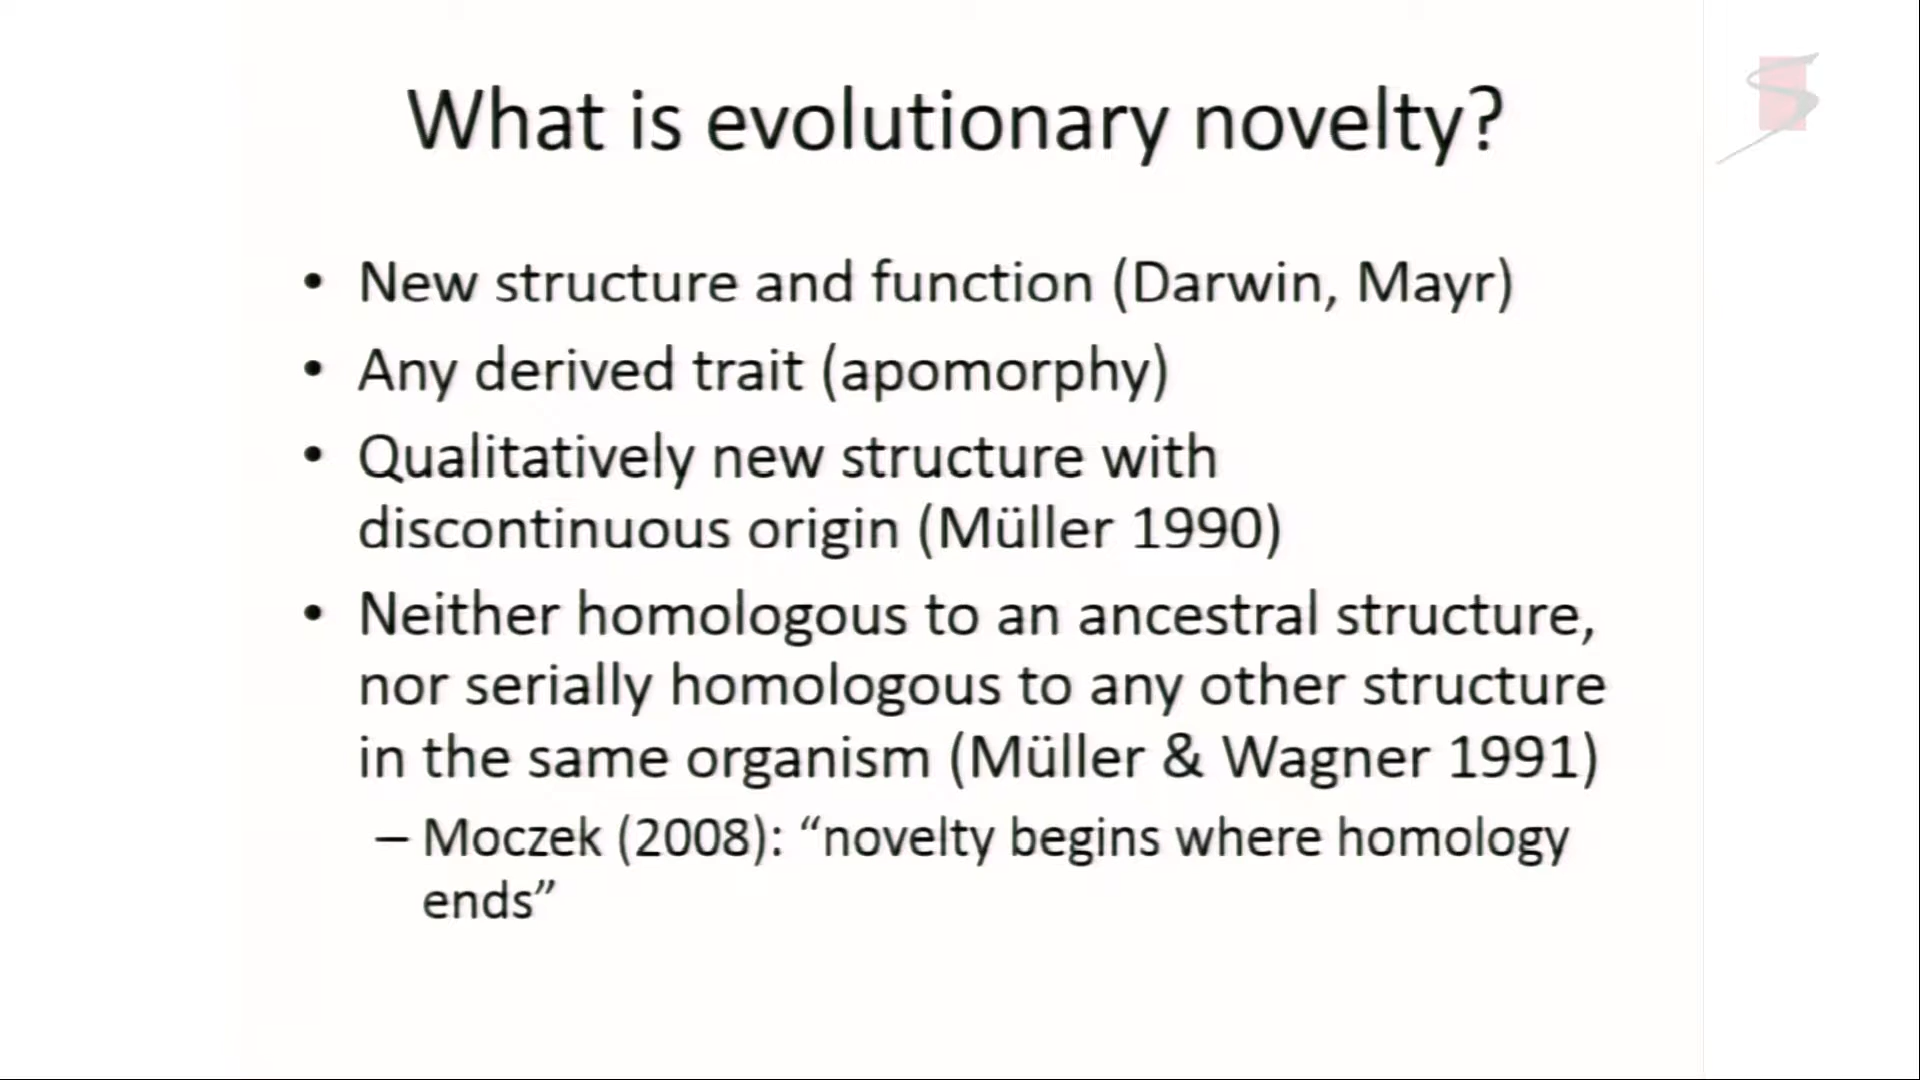 What is evolutionary novelty?
• New structure and function (Darwin, Mayr)
• Any derived trait (apomorphy)
• Qualitatively new structure with
discontinuous origin (Müller 1990)
• Neither homologous to an ancestral structure,
nor serially homologous to any other structure
in the same organism (Müller & Wagner 1991)
– Moczek (2008): “novelty begins where homology
ends”